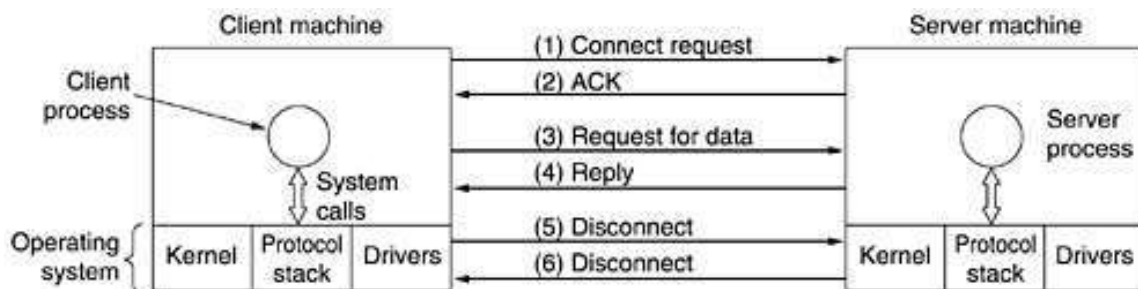 Client machine
Server machine
(1) Connect request
(2) ACK
Client
process
(3) Request for data
Server
process
(4) Reply
System
calls
(5) Disconnect
Operating
system
Kernel
Protocol
stack
Drivers
(6) Disconnect
Kernel
Protocol
stack
Drivers